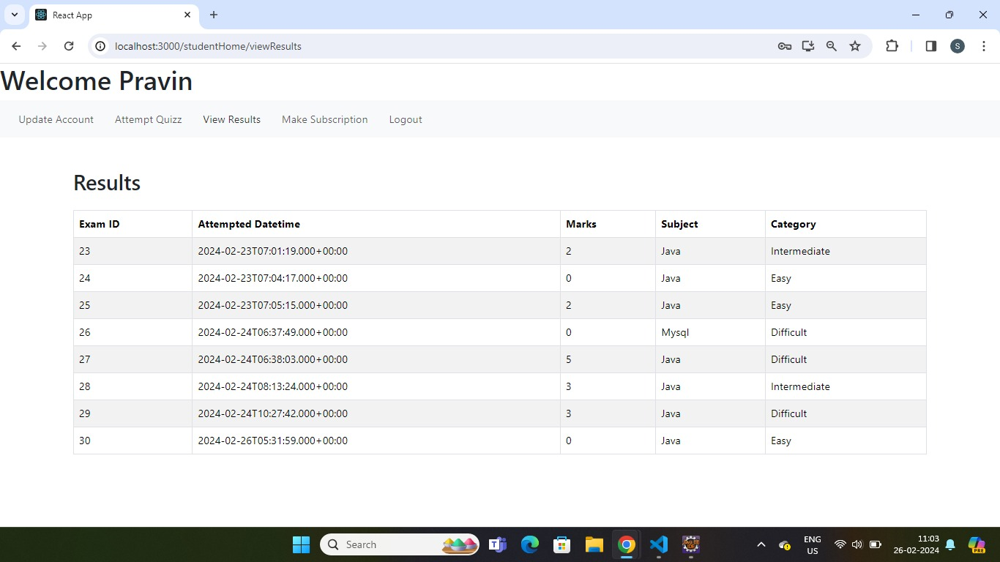 React App
localhost:3000/studentHome/viewResults
S
Welcome Pravin
Update Account Attempt Quizz View Results Make Subscription Logout
Results
Exam ID Attempted Datetime Marks Subject Category
23 2024-02-23T07:01:19.000+00:00 2 Java Intermediate
24 2024-02-23T07:04:17.000+00:00 0 Java Easy
25 2024-02-23T07:05:15.000+00:00 2 Java Easy
26 2024-02-24T06:37:49.000+00:00 0 Mysql Difficult
27 2024-02-24T06:38:03.000+00:00 5 Java Difficult
28 2024-02-24T08:13:24.000+00:00 3 Java Intermediate
29 2024-02-24T10:27:42.000+00:00 3 Java Difficult
30 2024-02-26T05:31:59.000+00:00 0 Java Easy
Search
ENG
US
11:03
26-02-2024
PRE